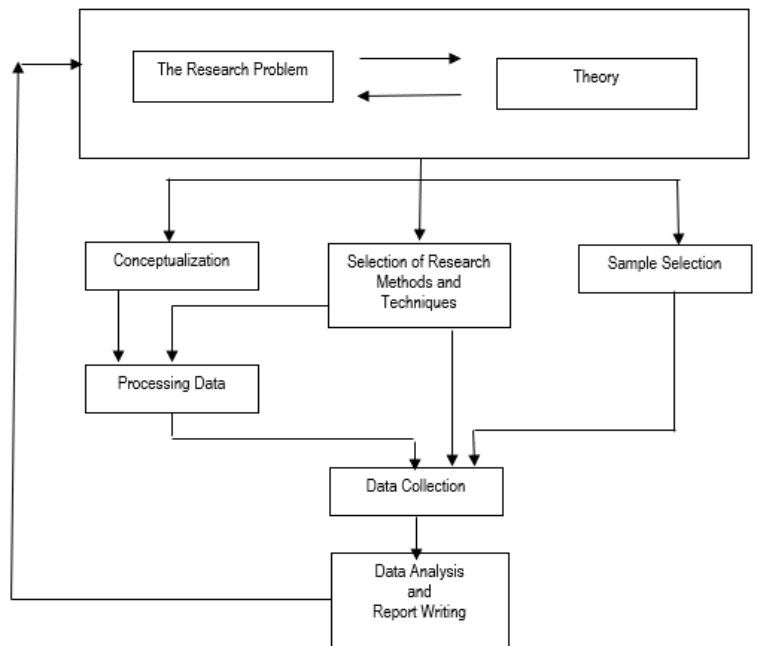 The Research Problem
Theory
Conceptualization
Selection of Research
Methods and
Techniques
Sample Selection
Processing Data
Data Collection
Data Analysis
and
Report Writing